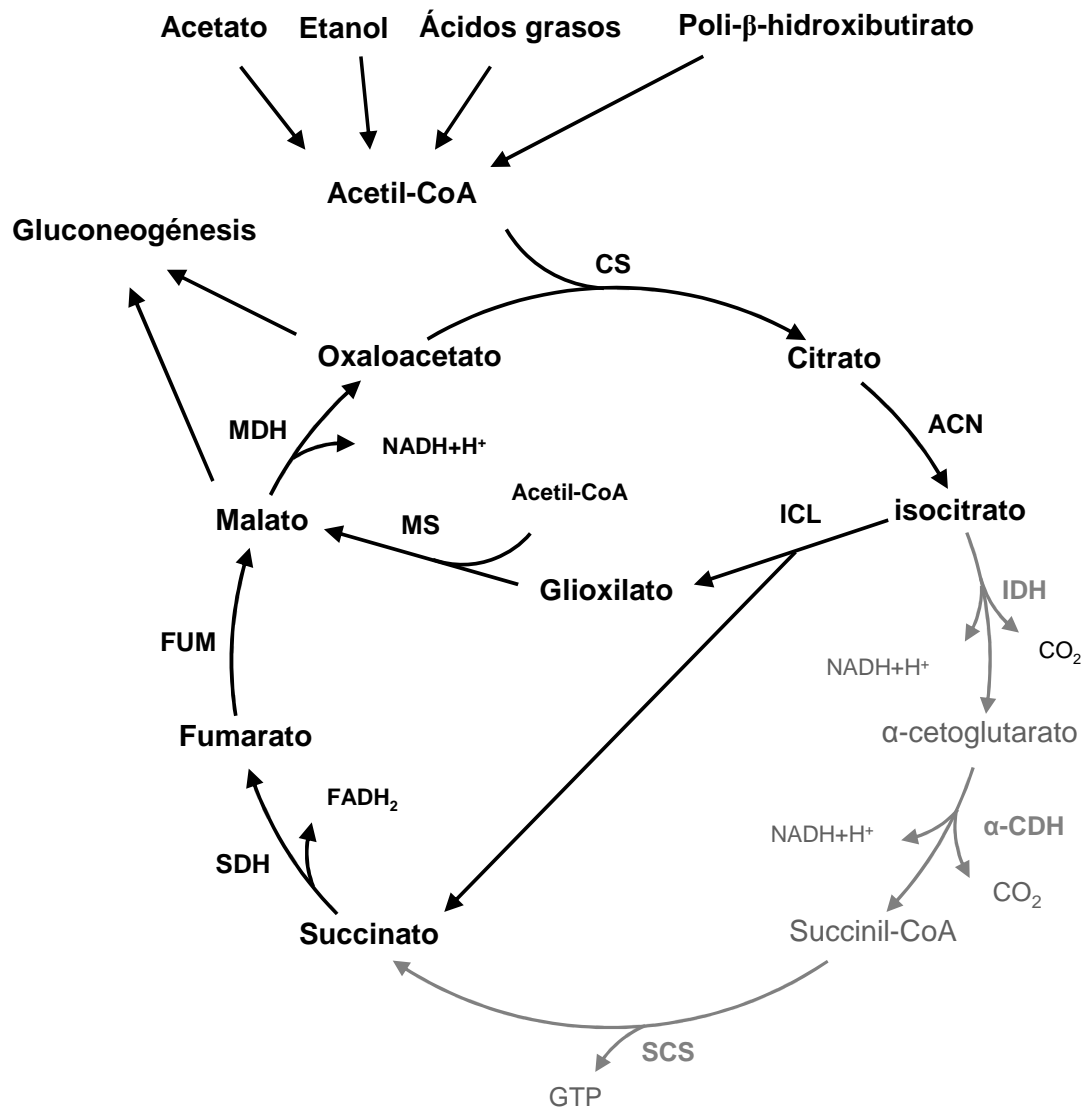 Acetato
Etanol
Ácidos grasos
Poli-β-hidroxibutirato
Acetil-CoA
Gluconeogénesis
CS
Oxaloacetato
Citrato
MDH
NADH+H⁺
ACN
Acetil-CoA
Malato
MS
ICL
isocitrato
Glioxilato
IDH
FUM
NADH+H⁺
CO₂
Fumarato
α-cetoglutarato
FADH₂
NADH+H⁺
α-CDH
SDH
CO₂
Succinato
Succinil-CoA
SCS
GTP